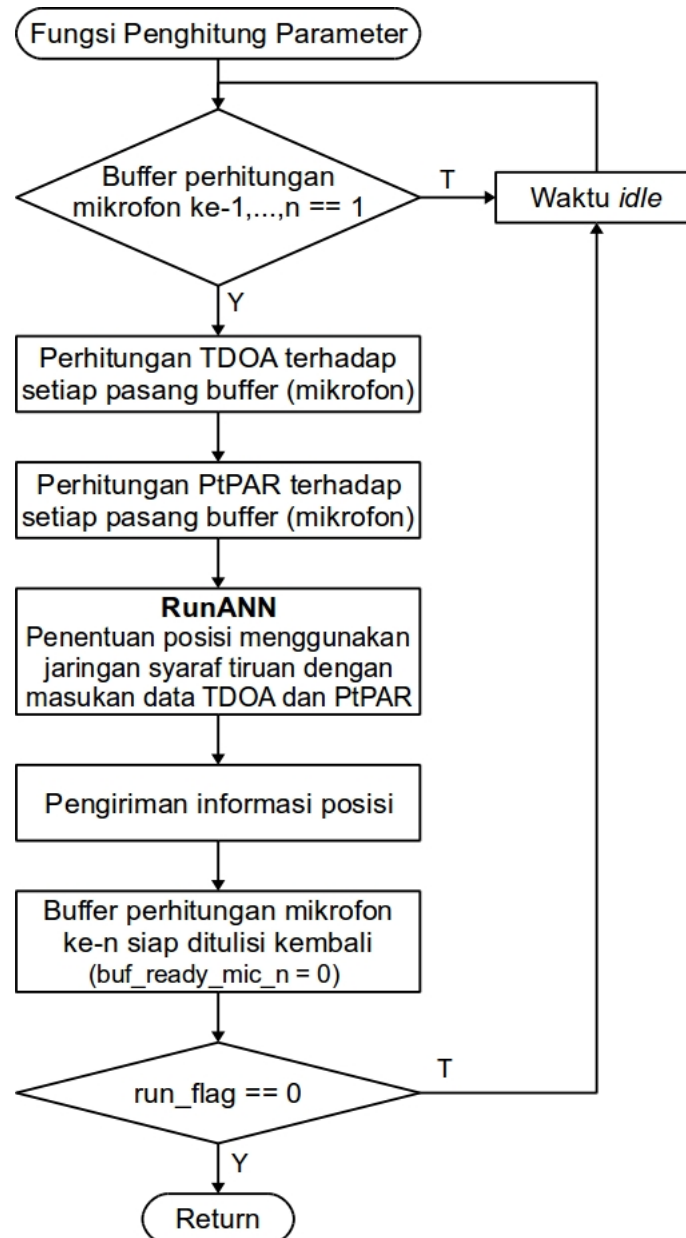 Fungsi Penghitung Parameter
Buffer perhitungan
mikrofon ke-1,...,n == 1
T
Waktu idle
Y
Perhitungan TDOA terhadap
setiap pasang buffer (mikrofon)
Perhitungan PtPAR terhadap
setiap pasang buffer (mikrofon)
RunANN
Penentuan posisi menggunakan
jaringan syaraf tiruan dengan
masukan data TDOA dan PtPAR
Pengiriman informasi posisi
Buffer perhitungan mikrofon
ke-n siap ditulisi kembali
(buf_ready_mic_n = 0)
run_flag == 0
T
Y
Return